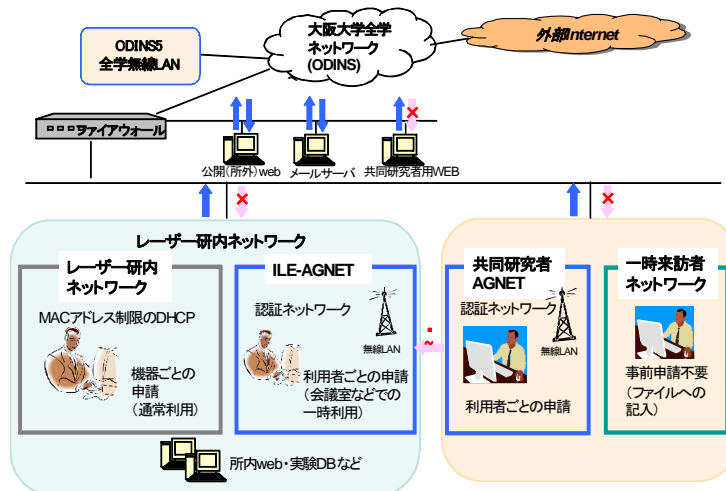 大阪大学全学
ネットワーク
(ODINS)
ODINS5
全学無線LAN
外部Internet
ファイアウォール
公開(所外)web
メールサーバ
共同研究者用WEB
レーザー研内ネットワーク
レーザー研内
ネットワーク
MACアドレス制限のDHCP
機器ごとの
申請
(通常利用)
ILE-AGNET
認証ネットワーク
無線LAN
利用者ごとの申請
(会議室などでの
一時利用)
所内web・実験DBなど
共同研究者
AGNET
認証ネットワーク
無線LAN
利用者ごとの申請
一時来訪者
ネットワーク
事前申請不要
(ファイルへの
記入)